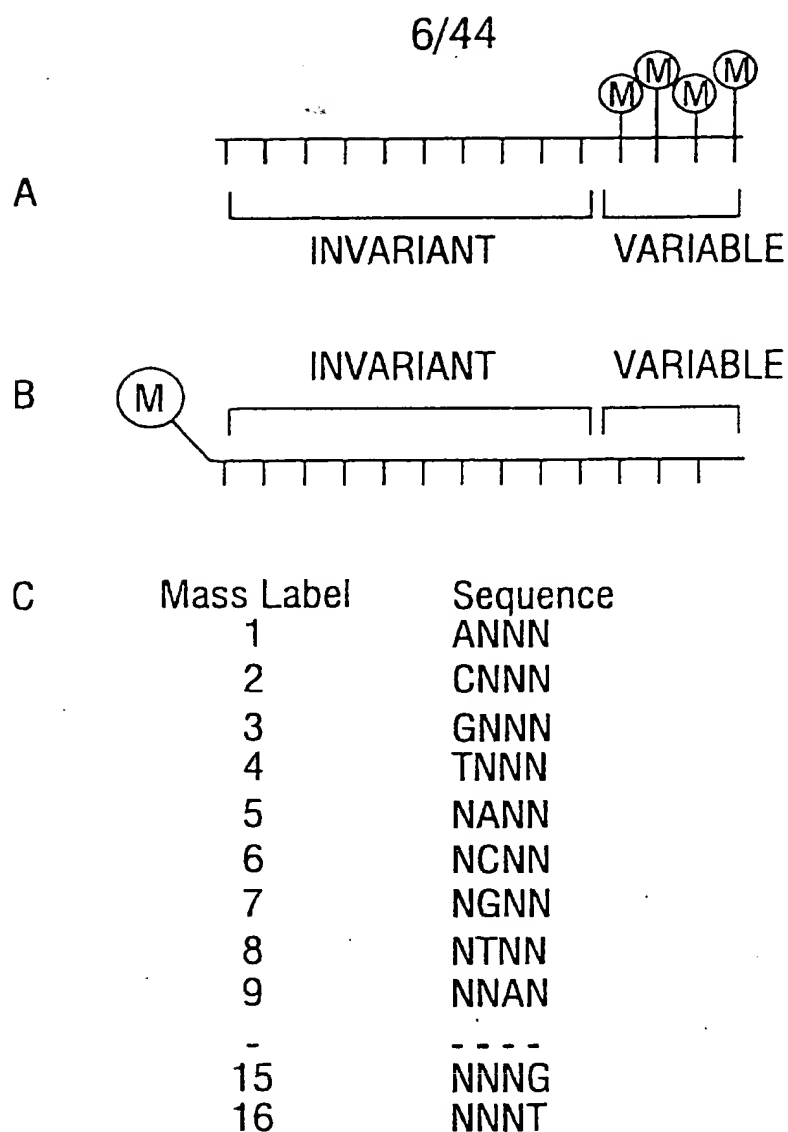 6/44
M M M M
A
INVARIANT VARIABLE
INVARIANT VARIABLE
B M
C Mass Label Sequence
1 ANNN
2 CNNN
3 GNNN
4 TNNN
5 NANN
6 NCNN
7 NGNN
8 NTNN
9 NNAN
- - - - -
15 NNNG
16 NNNT